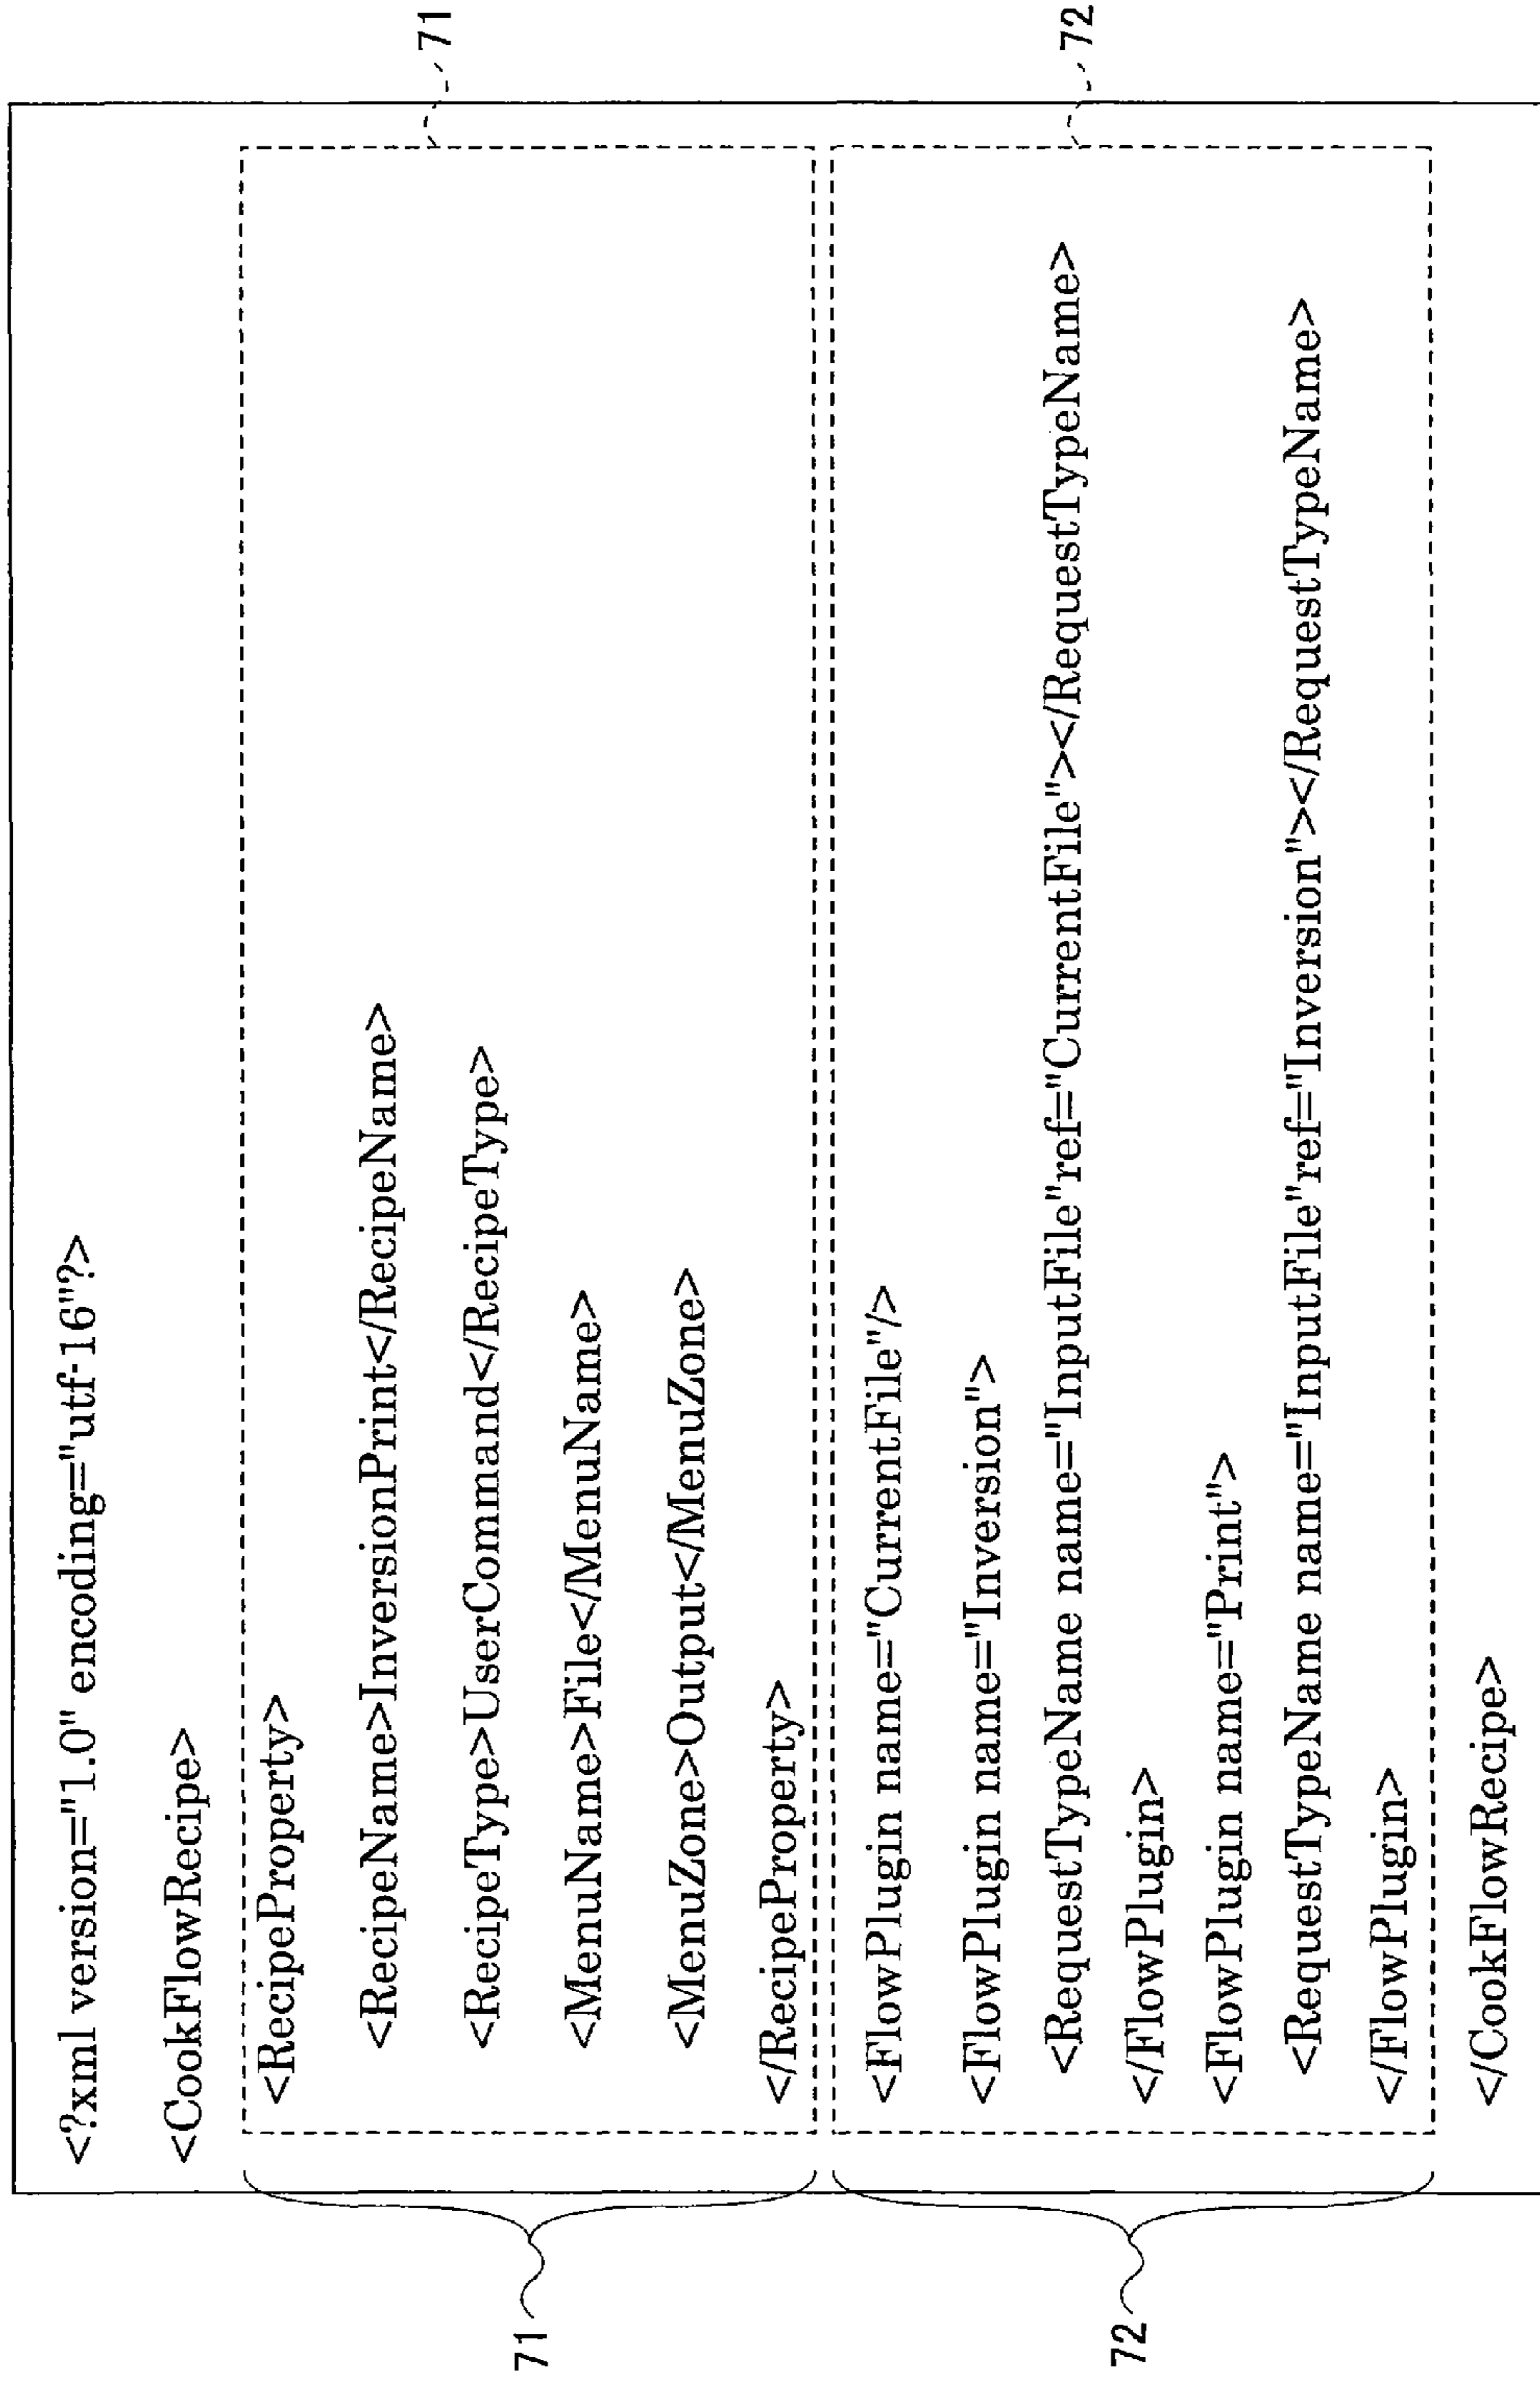 <?xml version="1.0" encoding="utf-16"?>
<CookFlowRecipe>
<RecipeProperty>
<RecipeName>InversionPrint</RecipeName>
<RecipeType>UserCommand</RecipeType>
<MenuName>File</MenuName>
<MenuZone>Output</MenuZone>
</RecipeProperty>
71
71
<FlowPlugin name="CurrentFile"/>
<FlowPlugin name="Inversion">
<RequestTypeName name="InputFile"ref="CurrentFile"></RequestTypeName>
</FlowPlugin>
<FlowPlugin name="Print">
<RequestTypeName name="InputFile"ref="Inversion"></RequestTypeName>
</FlowPlugin>
72
72
</CookFlowRecipe>